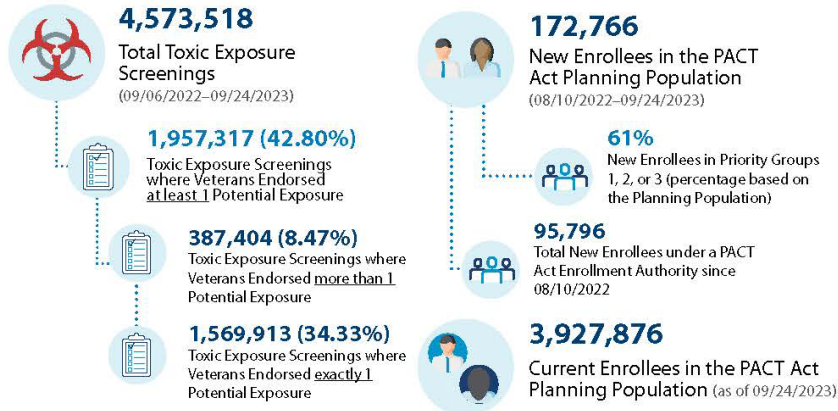 4,573,518
Total Toxic Exposure
Screenings
(09/06/2022–09/24/2023)
1,957,317 (42.80%)
Toxic Exposure Screenings
where Veterans Endorsed
at least 1 Potential Exposure
387,404 (8.47%)
Toxic Exposure Screenings where
Veterans Endorsed more than 1
Potential Exposure
1,569,913 (34.33%)
Toxic Exposure Screenings where
Veterans Endorsed exactly 1
Potential Exposure
172,766
New Enrollees in the PACT
Act Planning Population
(08/10/2022–09/24/2023)
61%
New Enrollees in Priority Groups
1, 2, or 3 (percentage based on
the Planning Population)
95,796
Total New Enrollees under a PACT
Act Enrollment Authority since
08/10/2022
3,927,876
Current Enrollees in the PACT Act
Planning Population (as of 09/24/2023)